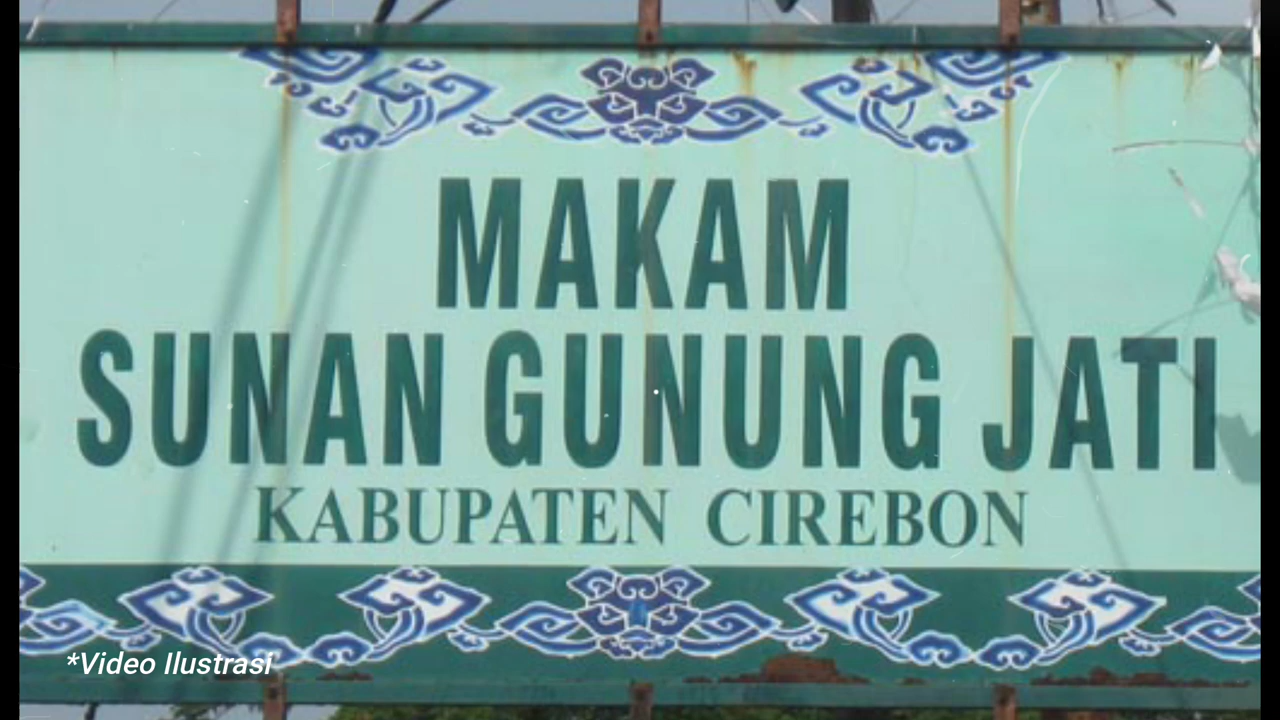 MAKAM
SUNAN GUNUNG JATI
KABUPATEN CIREBON
*Video Ilustrasi